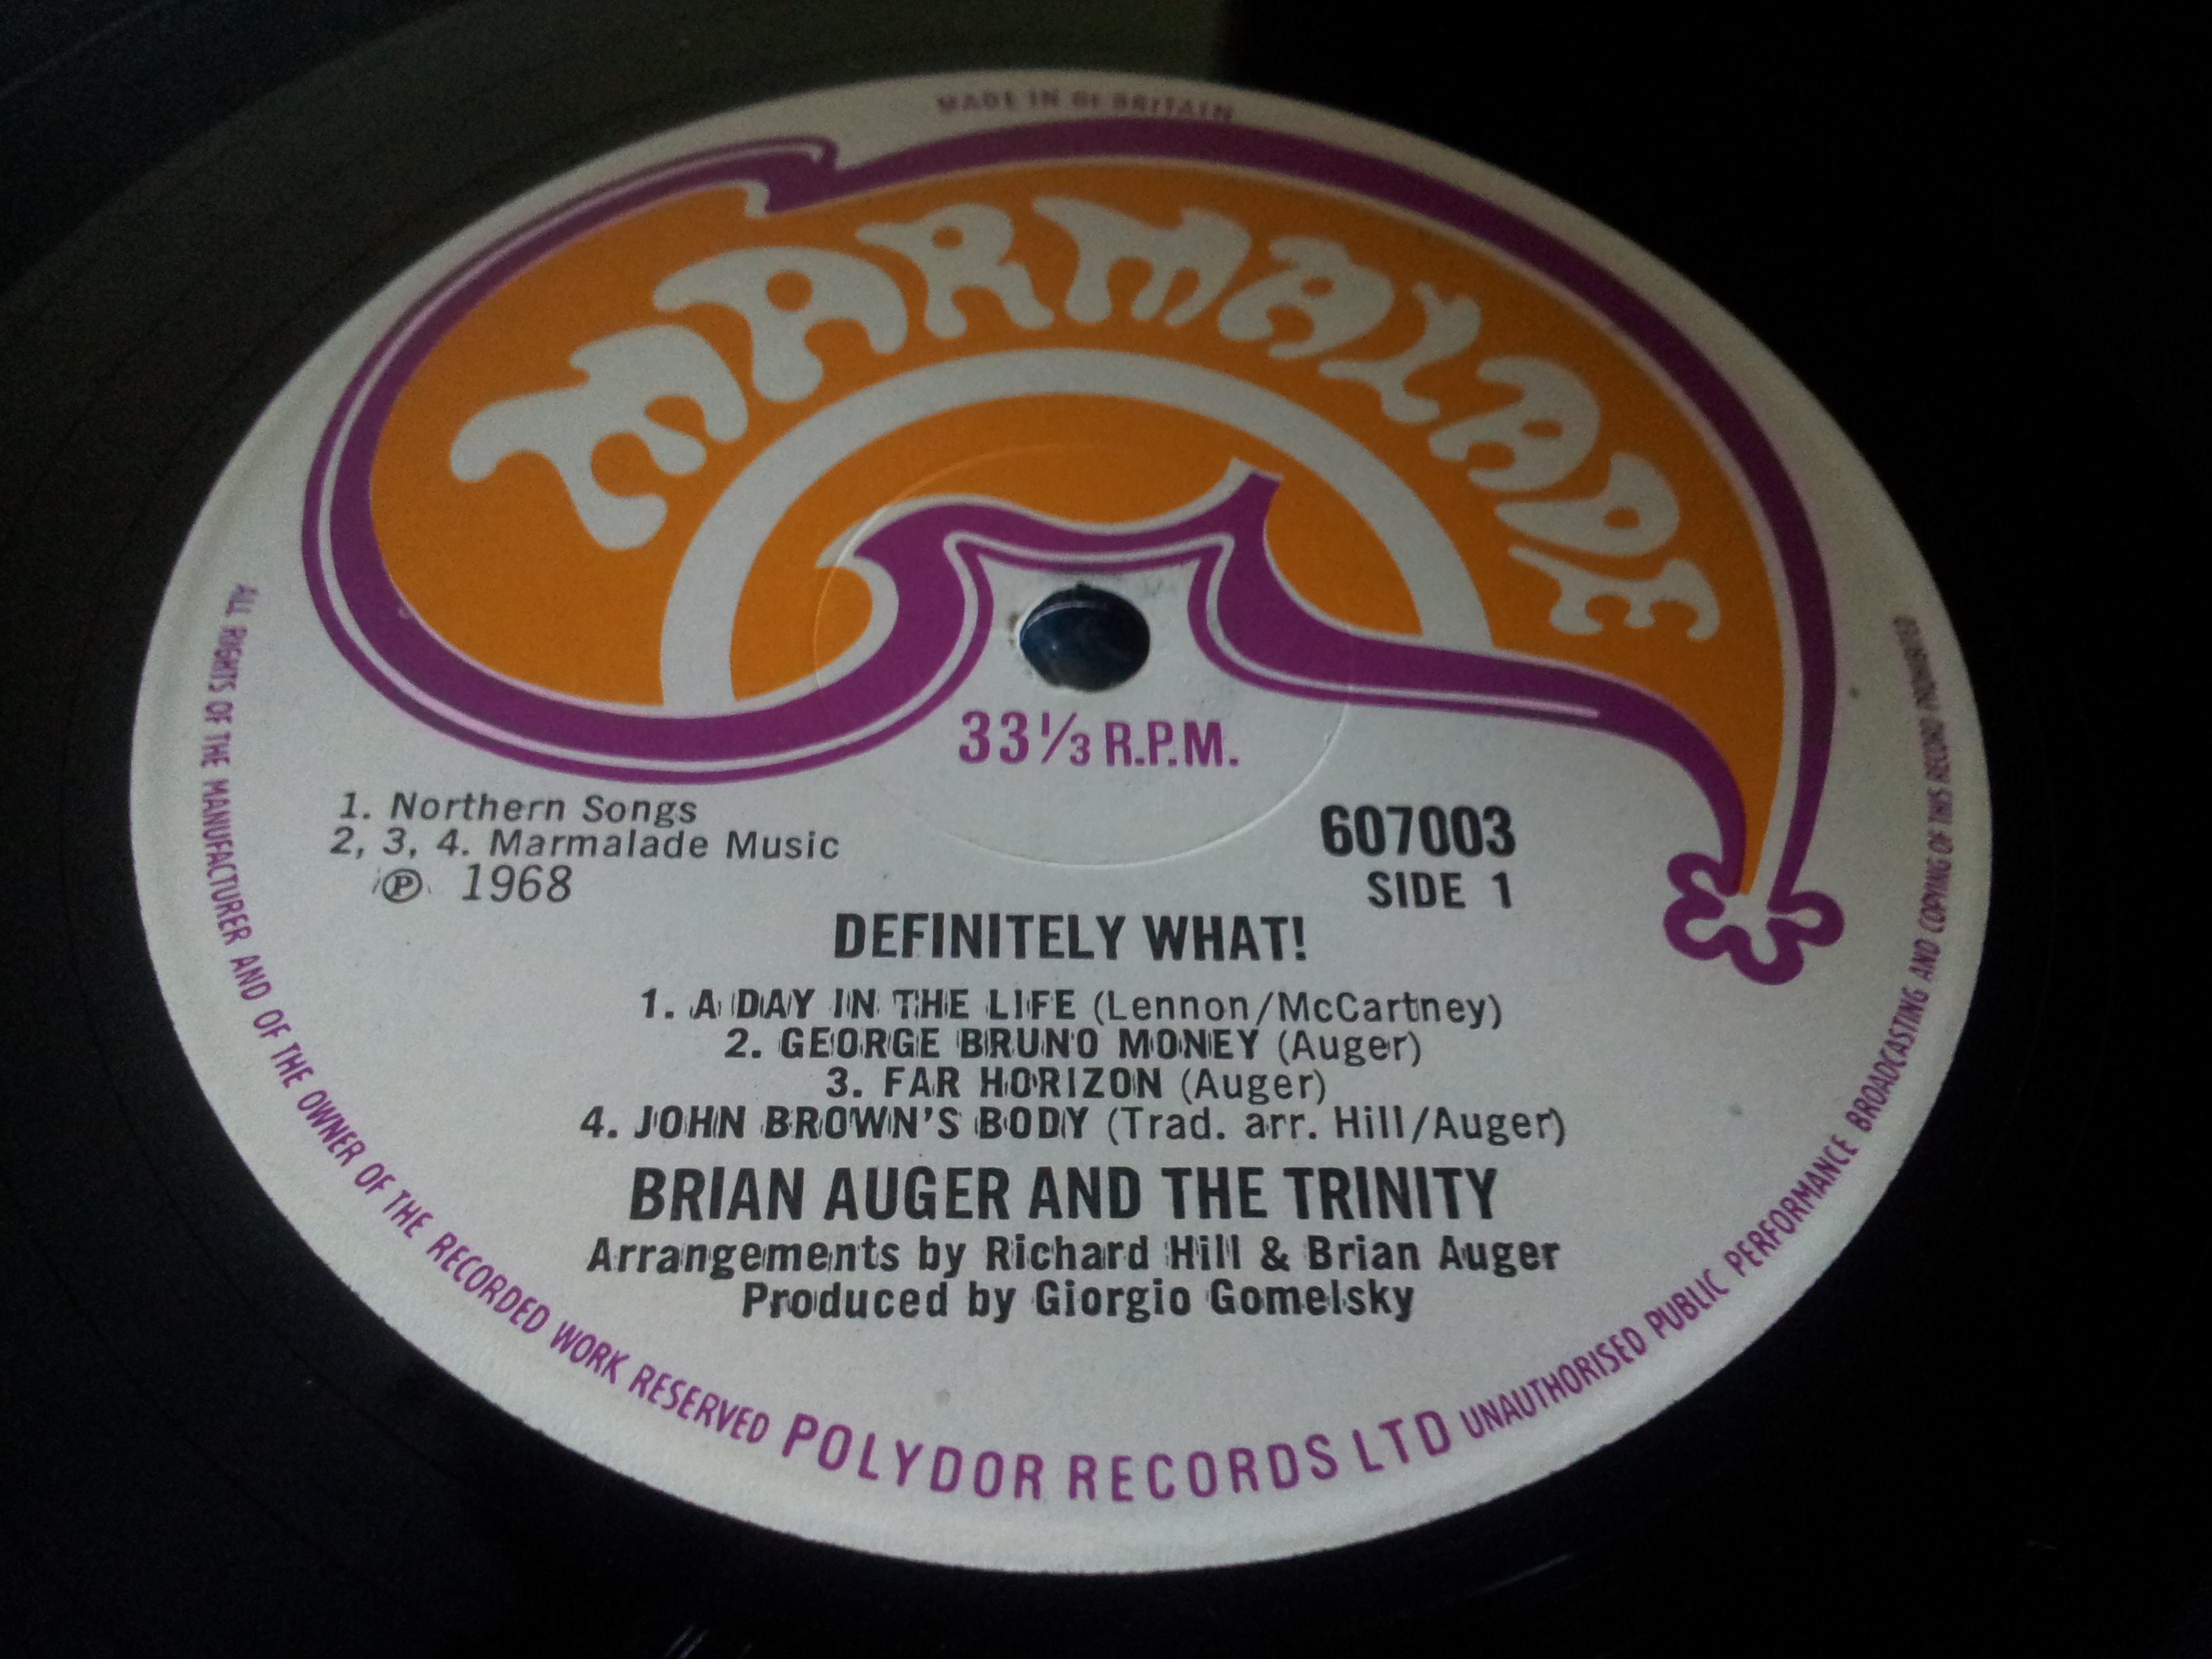 MADE IN Gt BRITAIN
MARMALADE
33⅓ R.P.M.
1. Northern Songs
2, 3, 4. Marmalade Music
℗ 1968
607003
SIDE 1
DEFINITELY WHAT!
1. A DAY IN THE LIFE (Lennon/McCartney)
2. GEORGE BRUNO MONEY (Auger)
3. FAR HORIZON (Auger)
4. JOHN BROWN'S BODY (Trad. arr. Hill/Auger)
BRIAN AUGER AND THE TRINITY
Arrangements by Richard Hill & Brian Auger
Produced by Giorgio Gomelsky
ALL RIGHTS OF THE MANUFACTURER AND OF THE OWNER OF THE RECORDED WORK RESERVED POLYDOR RECORDS LTD UNAUTHORISED PUBLIC PERFORMANCE BROADCASTING AND COPYING OF THIS RECORD PROHIBITED